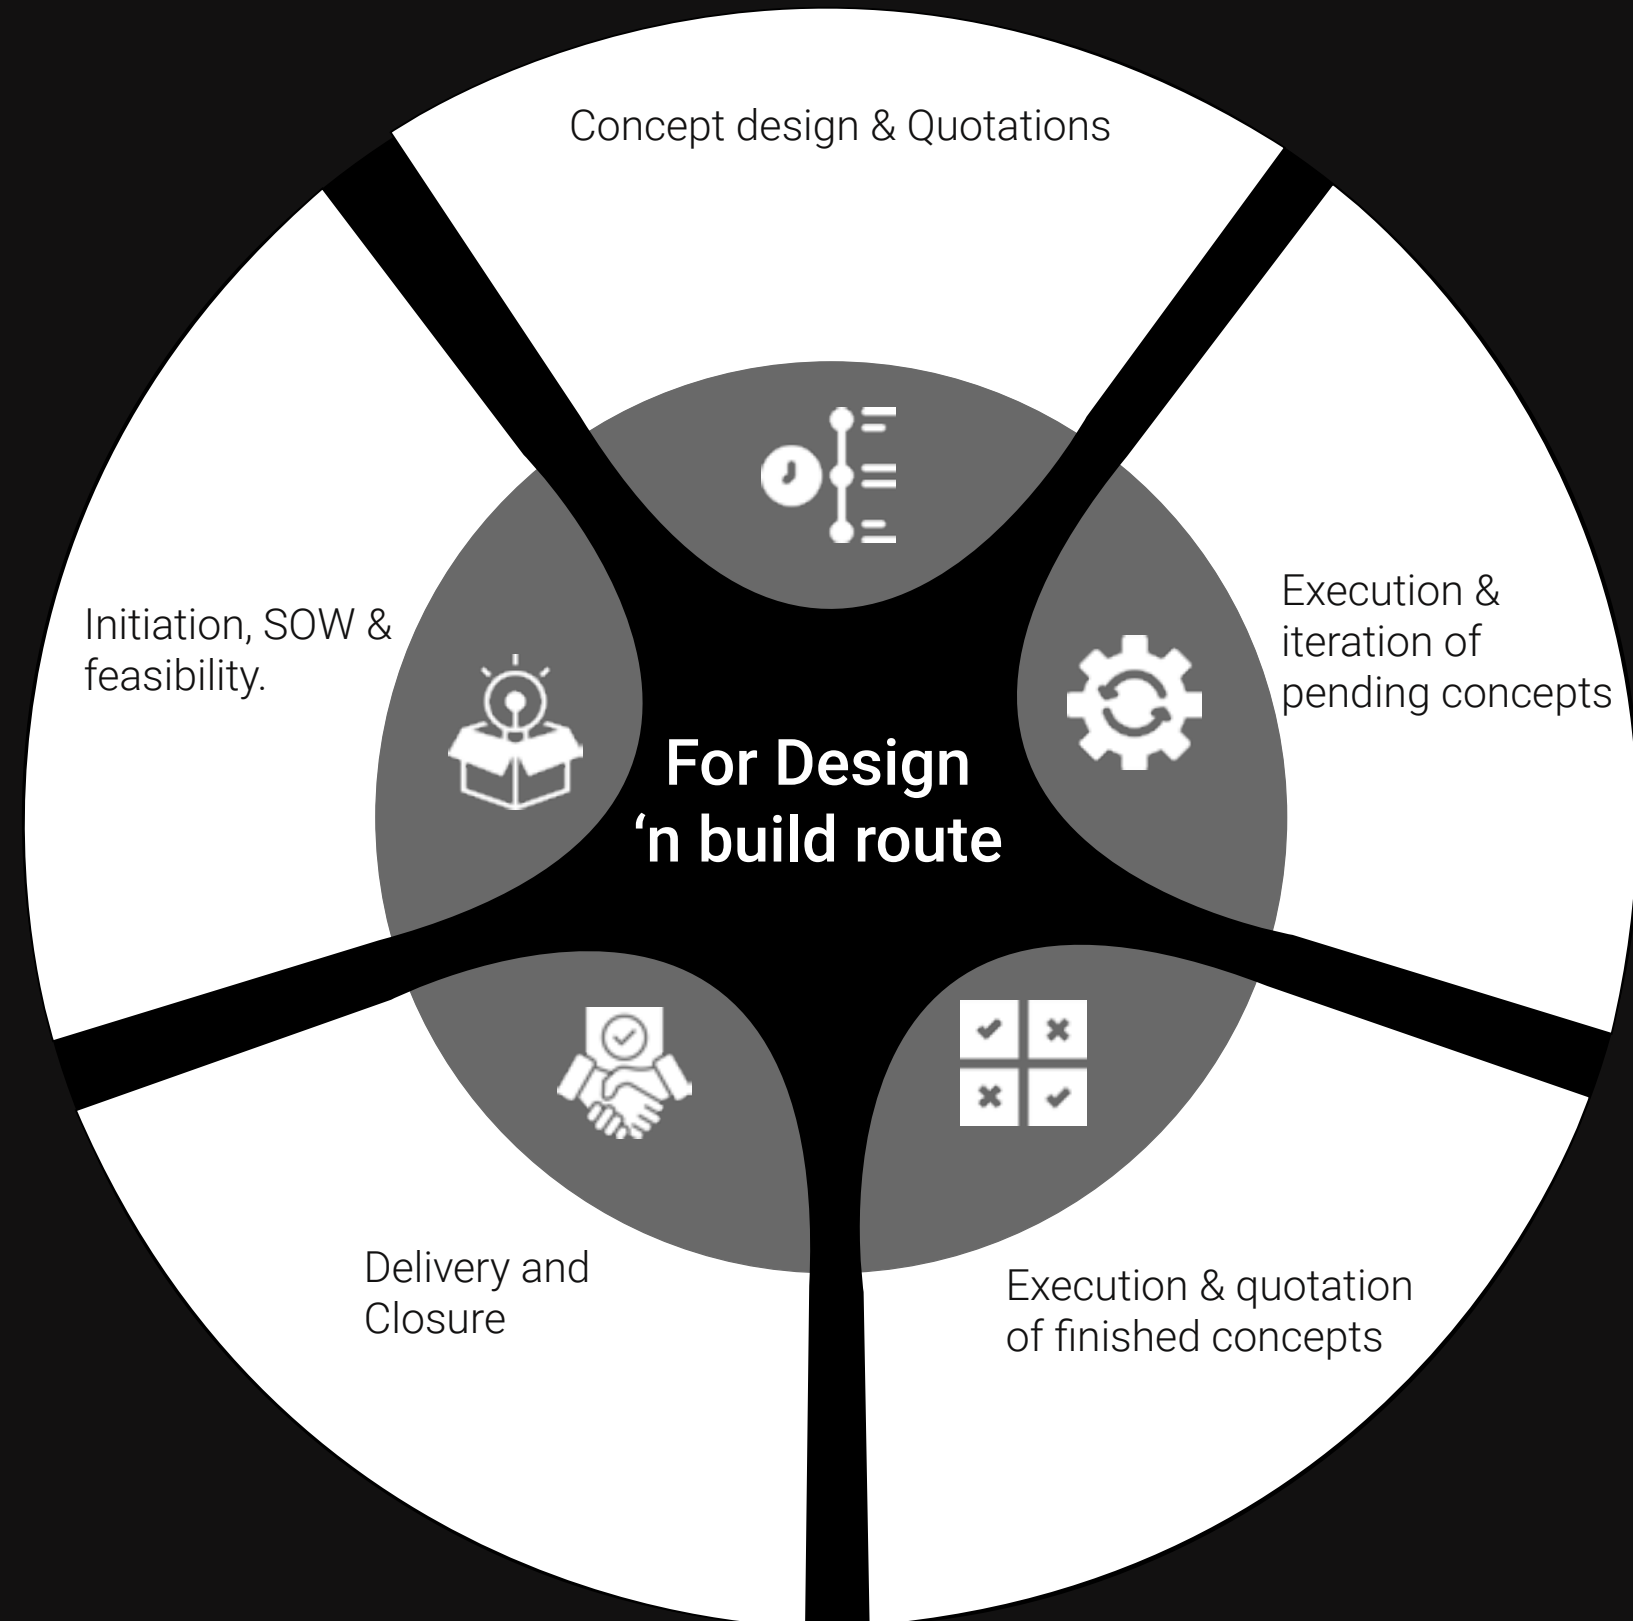 Concept design & Quotations
Initiation, SOW &
feasibility.
Execution &
iteration of
pending concepts
For Design
‘n build route
Delivery and
Closure
Execution & quotation
of finished concepts